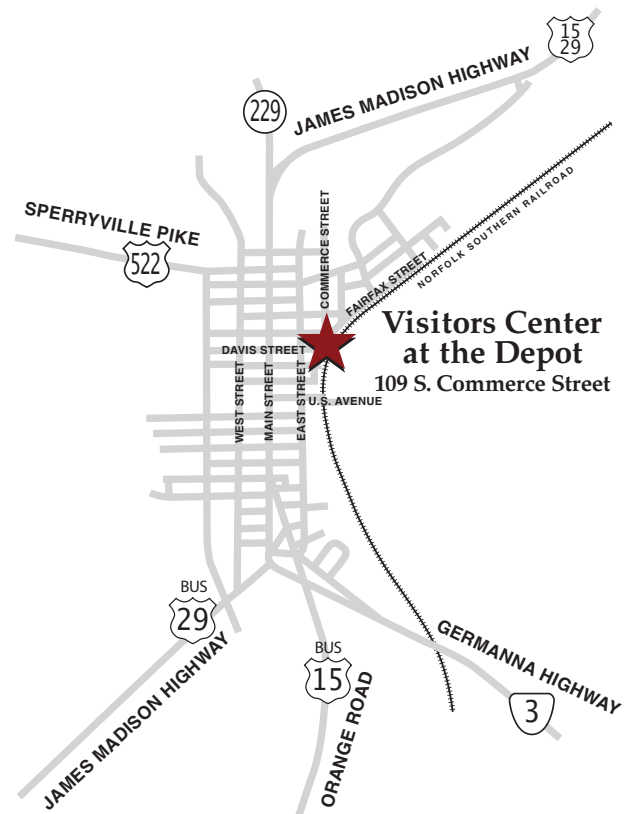 15
29
JAMES MADISON HIGHWAY
229
SPERRYVILLE PIKE
522
COMMERCE STREET
FAIRFAX STREET
NORFOLK SOUTHERN RAILROAD
Visitors Center
at the Depot
109 S. Commerce Street
DAVIS STREET
WEST STREET
MAIN STREET
EAST STREET
U.S. AVENUE
BUS
29
JAMES MADISON HIGHWAY
BUS
15
ORANGE ROAD
GERMANNA HIGHWAY
3